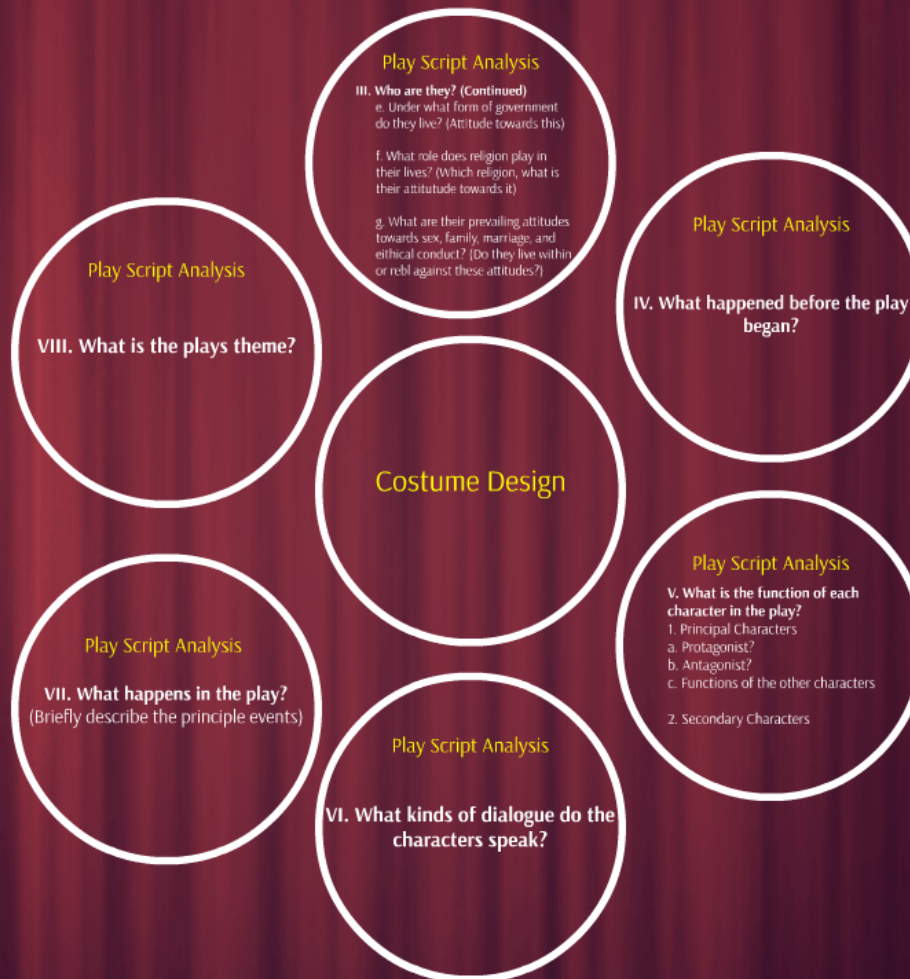 Play Script Analysis
III. Who are they? (Continued)
e. Under what form of government
do they live? (Attitude towards this)
f. What role does religion play in
their lives? (Which religion, what is
their attitutude towards it)
g. What are their prevailing attitudes
towards sex, family, marriage, and
eithical conduct? (Do they live within
or rebl against these attitudes?)
Play Script Analysis
IV. What happened before the play
began?
Play Script Analysis
V. What is the function of each
character in the play?
1. Principal Characters
a. Protagonist?
b. Antagonist?
c. Functions of the other characters
2. Secondary Characters
Play Script Analysis
VI. What kinds of dialogue do the
characters speak?
Play Script Analysis
VII. What happens in the play?
(Briefly describe the principle events)
Play Script Analysis
VIII. What is the plays theme?
Costume Design